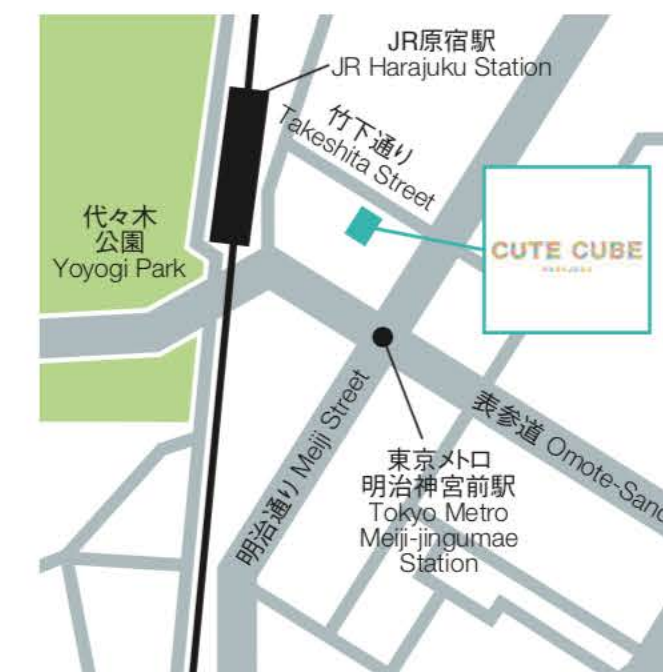 JR原宿駅
JR Harajuku Station
竹下通り
Takeshita Street
代々木
公園
Yoyogi Park
CUTE CUBE
HARAJUKU
表参道 Omote-Sando
明治通り Meiji Street
東京メトロ
明治神宮前駅
Tokyo Metro
Meiji-jingumae
Station